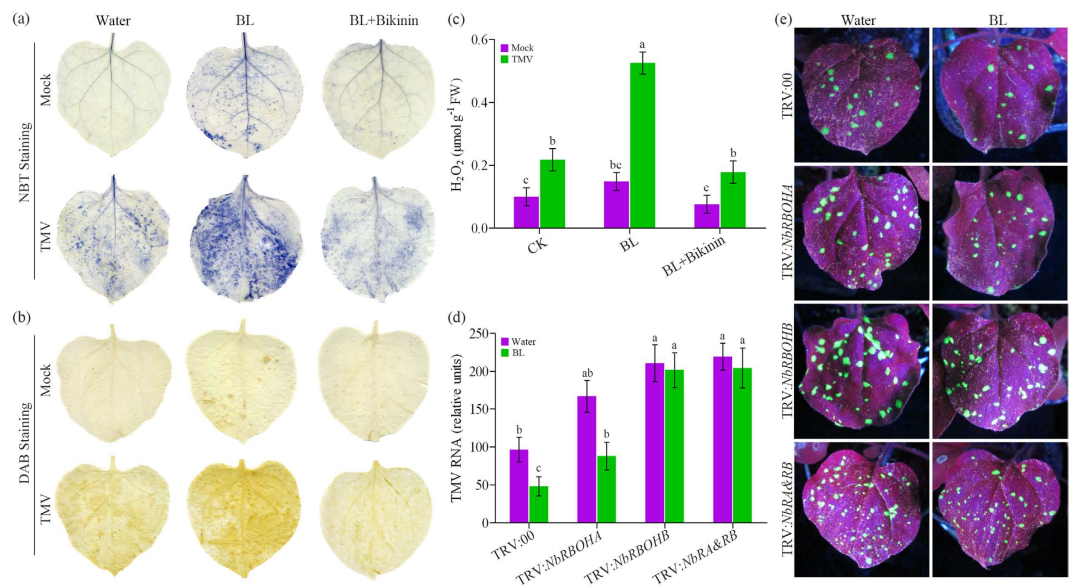 (a)
Water
BL
BL+Bikinin
NBT Staining
Mock
TMV
(b)
DAB Staining
Mock
TMV
(c)
Mock
TMV
H₂O₂ (μmol g⁻¹ FW)
0.6
0.4
0.2
0.0
c
b
bc
a
c
b
CK
BL
BL+Bikinin
(d)
Water
BL
TMV RNA (relative units)
250
200
150
100
50
0
b
c
ab
b
a
a
a
a
TRV:00
TRV:NbRBOHA
TRV:NbRBOHB
TRV:NbRA&RB
(e)
Water
BL
TRV:00
TRV:NbRBOHA
TRV:NbRBOHB
TRV:NbRA&RB